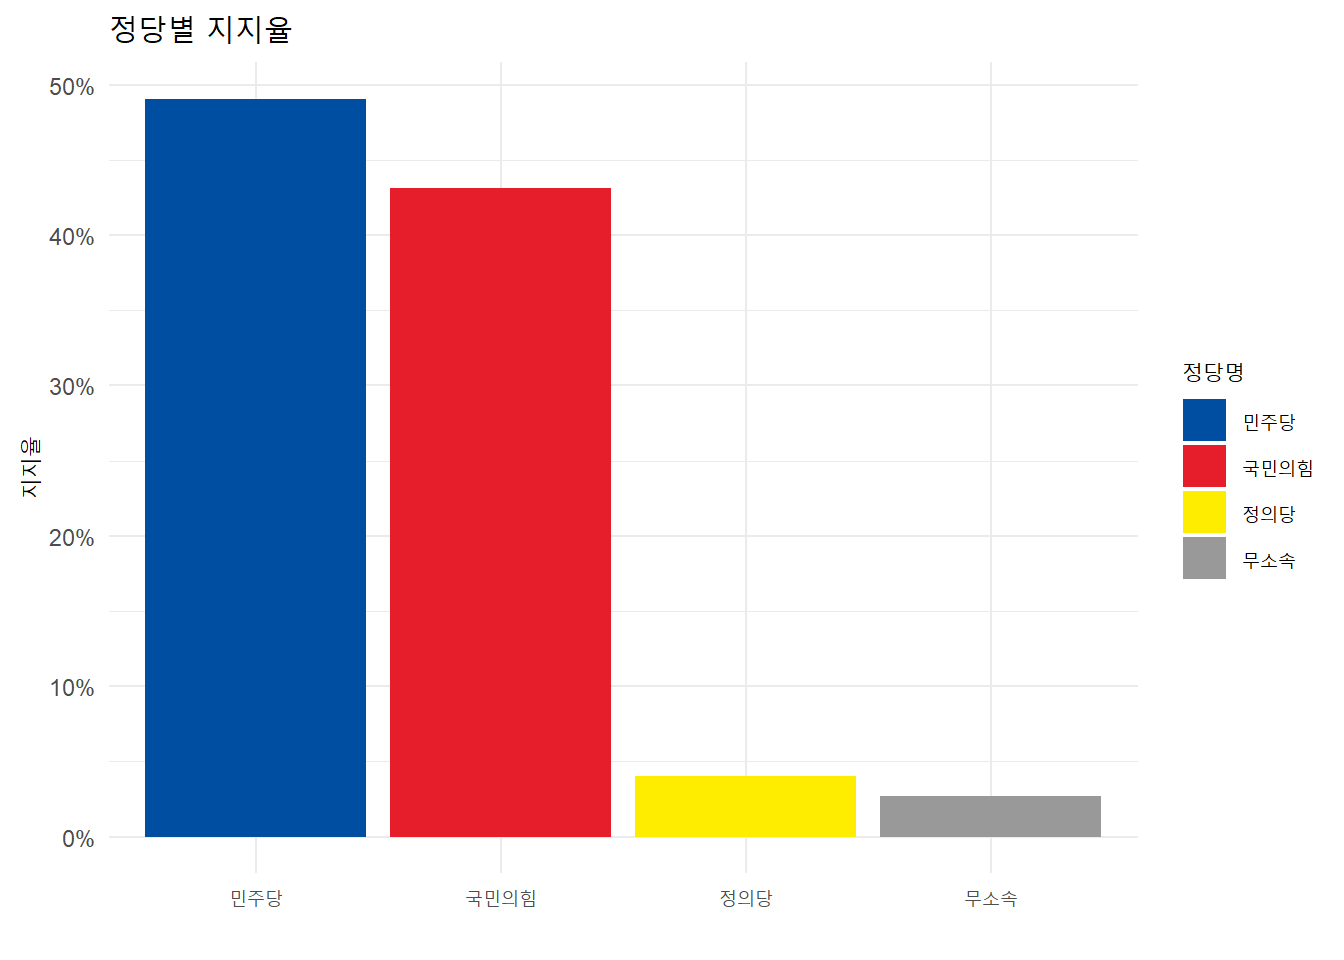 정당별 지지율
50%
40%
30%
20%
10%
0%
지지율
민주당
국민의힘
정의당
무소속
정당명
민주당
국민의힘
정의당
무소속